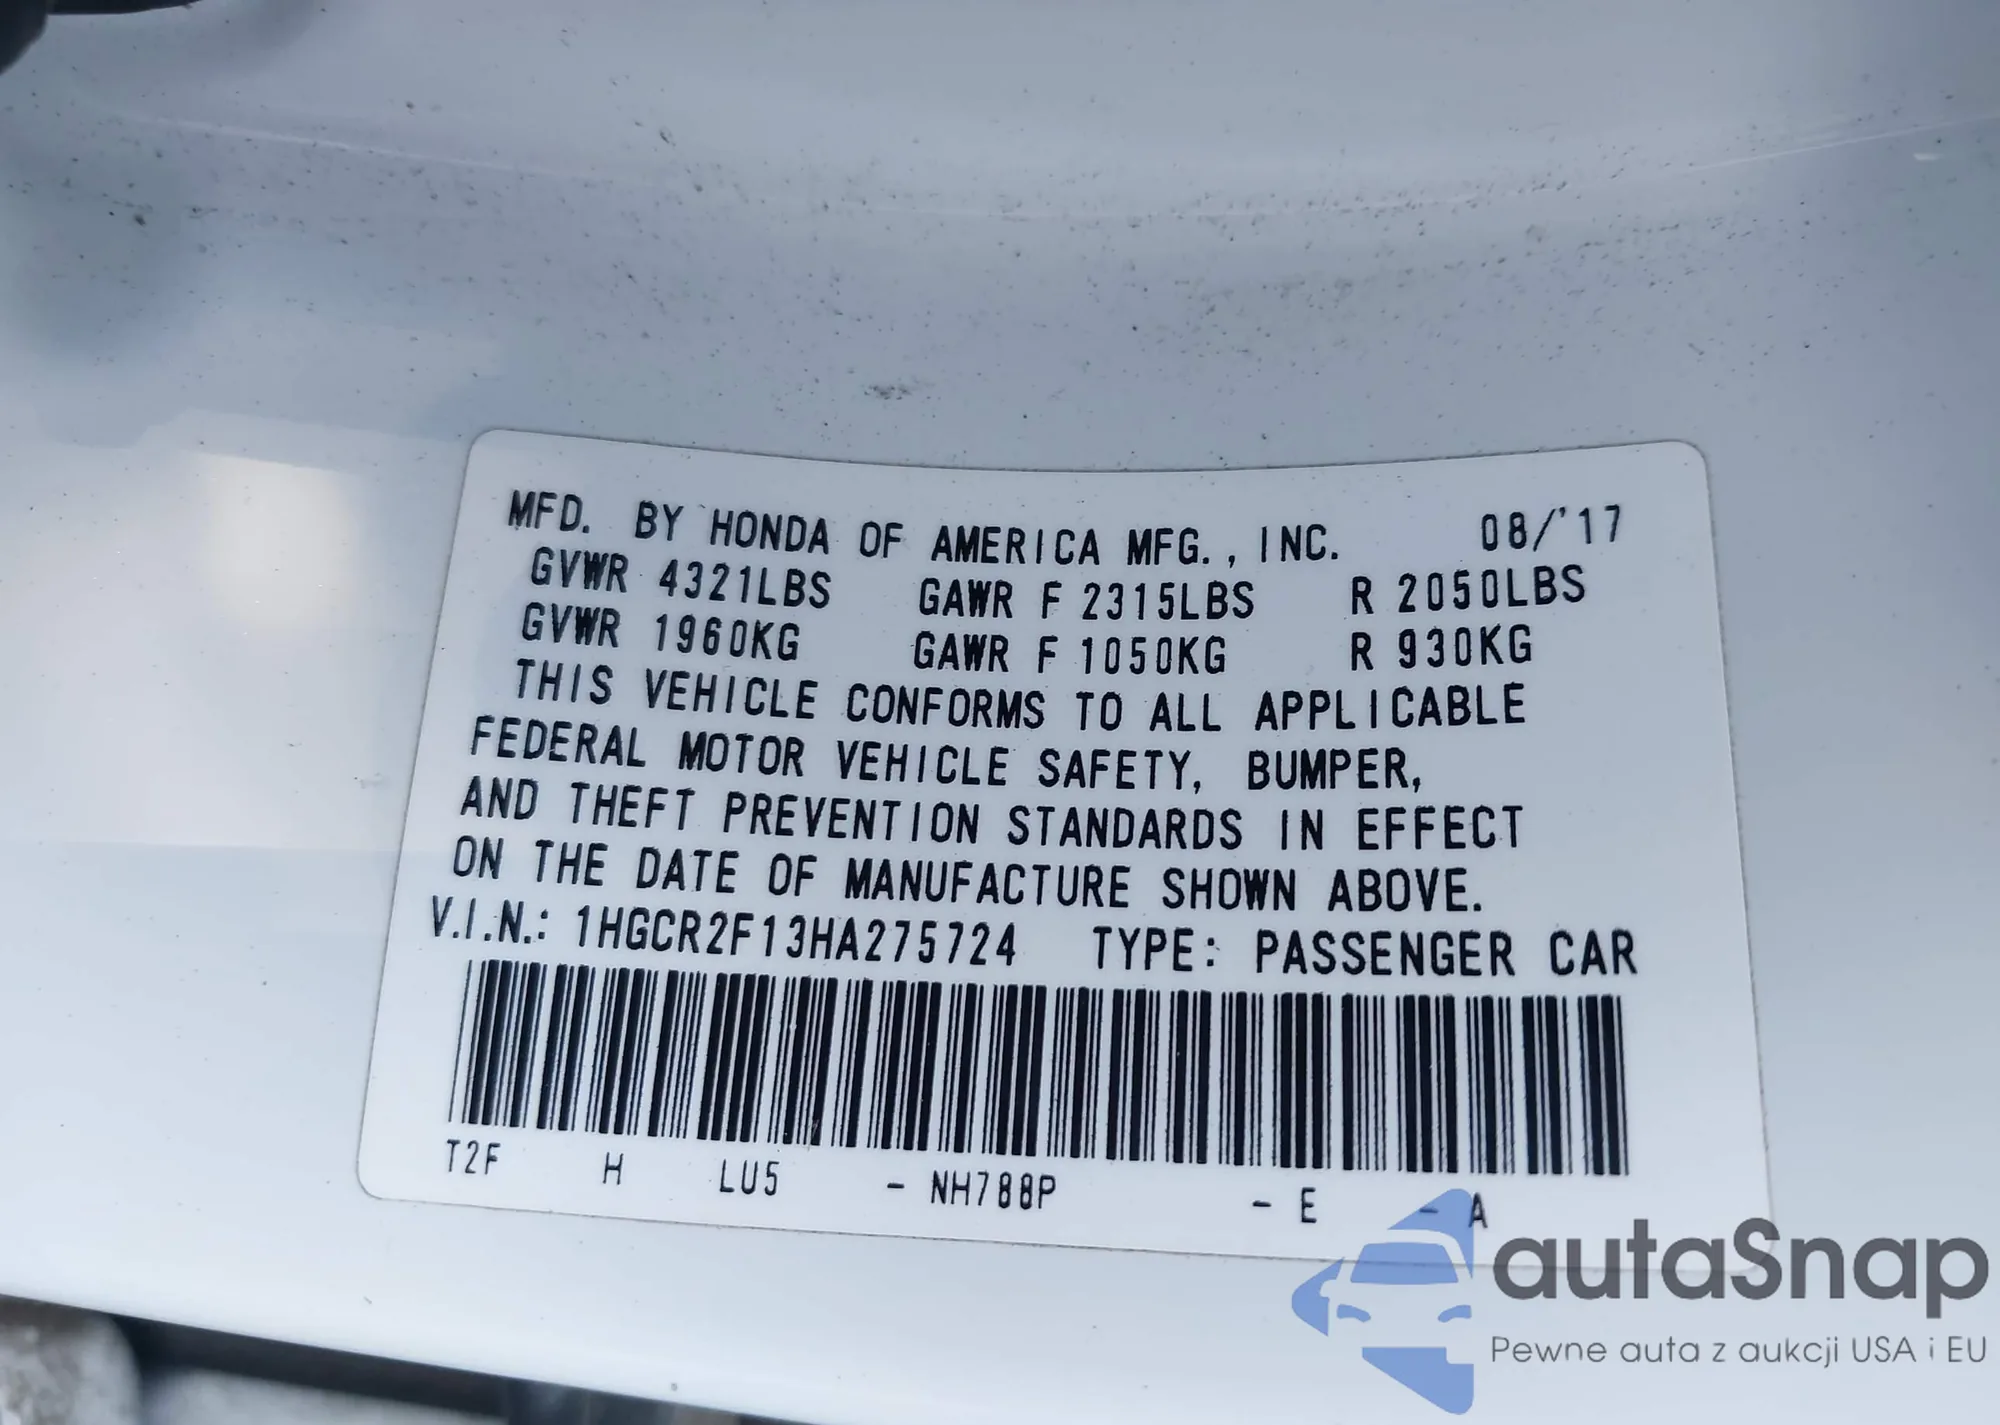 MFD. BY HONDA OF AMERICA MFG., INC. 08/'17
GVWR 4321LBS GAWR F 2315LBS R 2050LBS
GVWR 1960KG GAWR F 1050KG R 930KG
THIS VEHICLE CONFORMS TO ALL APPLICABLE
FEDERAL MOTOR VEHICLE SAFETY, BUMPER,
AND THEFT PREVENTION STANDARDS IN EFFECT
ON THE DATE OF MANUFACTURE SHOWN ABOVE.
V.I.N.: 1HGCR2F13HA275724 TYPE: PASSENGER CAR
T2F H LU5 - NH788P - E - A
autaSnap
Pewne auta z aukcji USA i EU